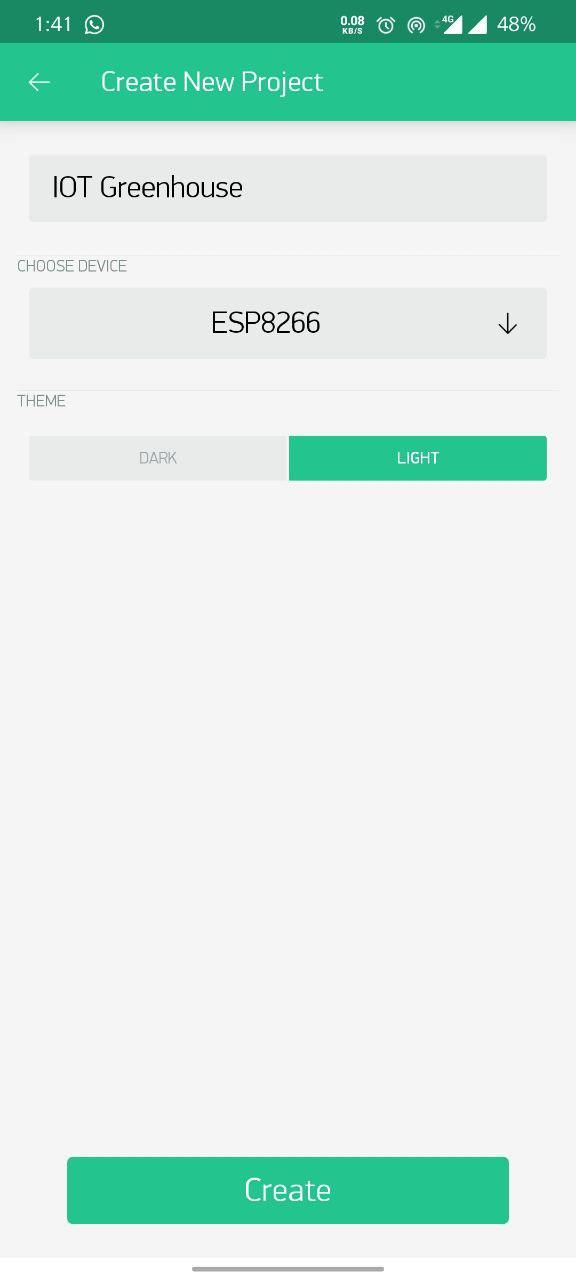 1:41 0.08 KB/S 4G 48%
Create New Project
IOT Greenhouse
CHOOSE DEVICE
ESP8266
THEME
DARK LIGHT
Create